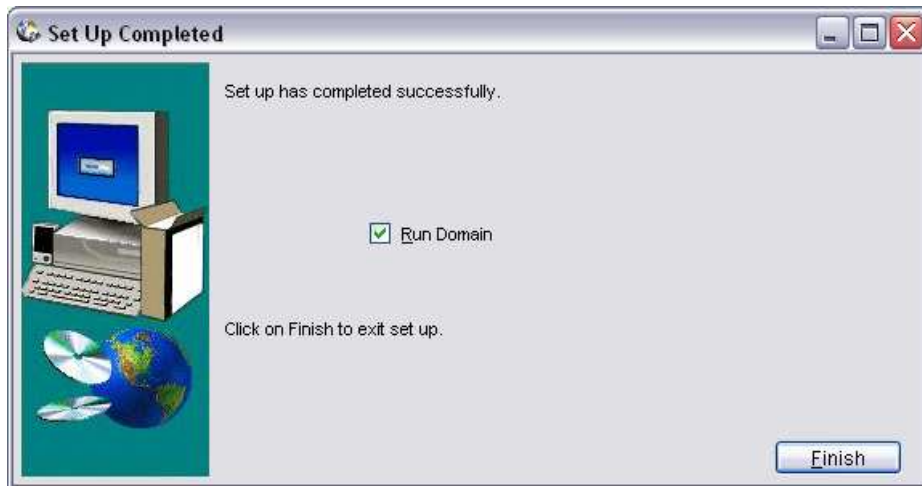 Set Up Completed
Set up has completed successfully.
Run Domain
Click on Finish to exit set up.
Finish